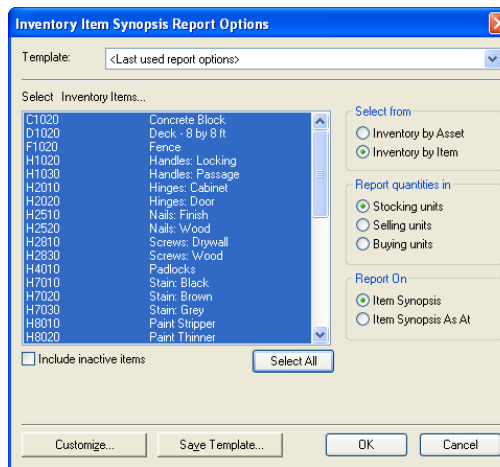 Inventory Item Synopsis Report Options
Template: <Last used report options>
Select Inventory Items...
C1020 Concrete Block
D1020 Deck - 8 by 8 ft
F1020 Fence
H1020 Handles: Locking
H1030 Handles: Passage
H2010 Hinges: Cabinet
H2020 Hinges: Door
H2510 Nails: Finish
H2520 Nails: Wood
H2810 Screws: Drywall
H2830 Screws: Wood
H4010 Padlocks
H7010 Stain: Black
H7020 Stain: Brown
H7030 Stain: Grey
H8010 Paint Stripper
H8020 Paint Thinner
Include inactive items
Select All
Select from
Inventory by Asset
Inventory by Item
Report quantities in
Stocking units
Selling units
Buying units
Report On
Item Synopsis
Item Synopsis As At
Customize... Save Template... OK Cancel